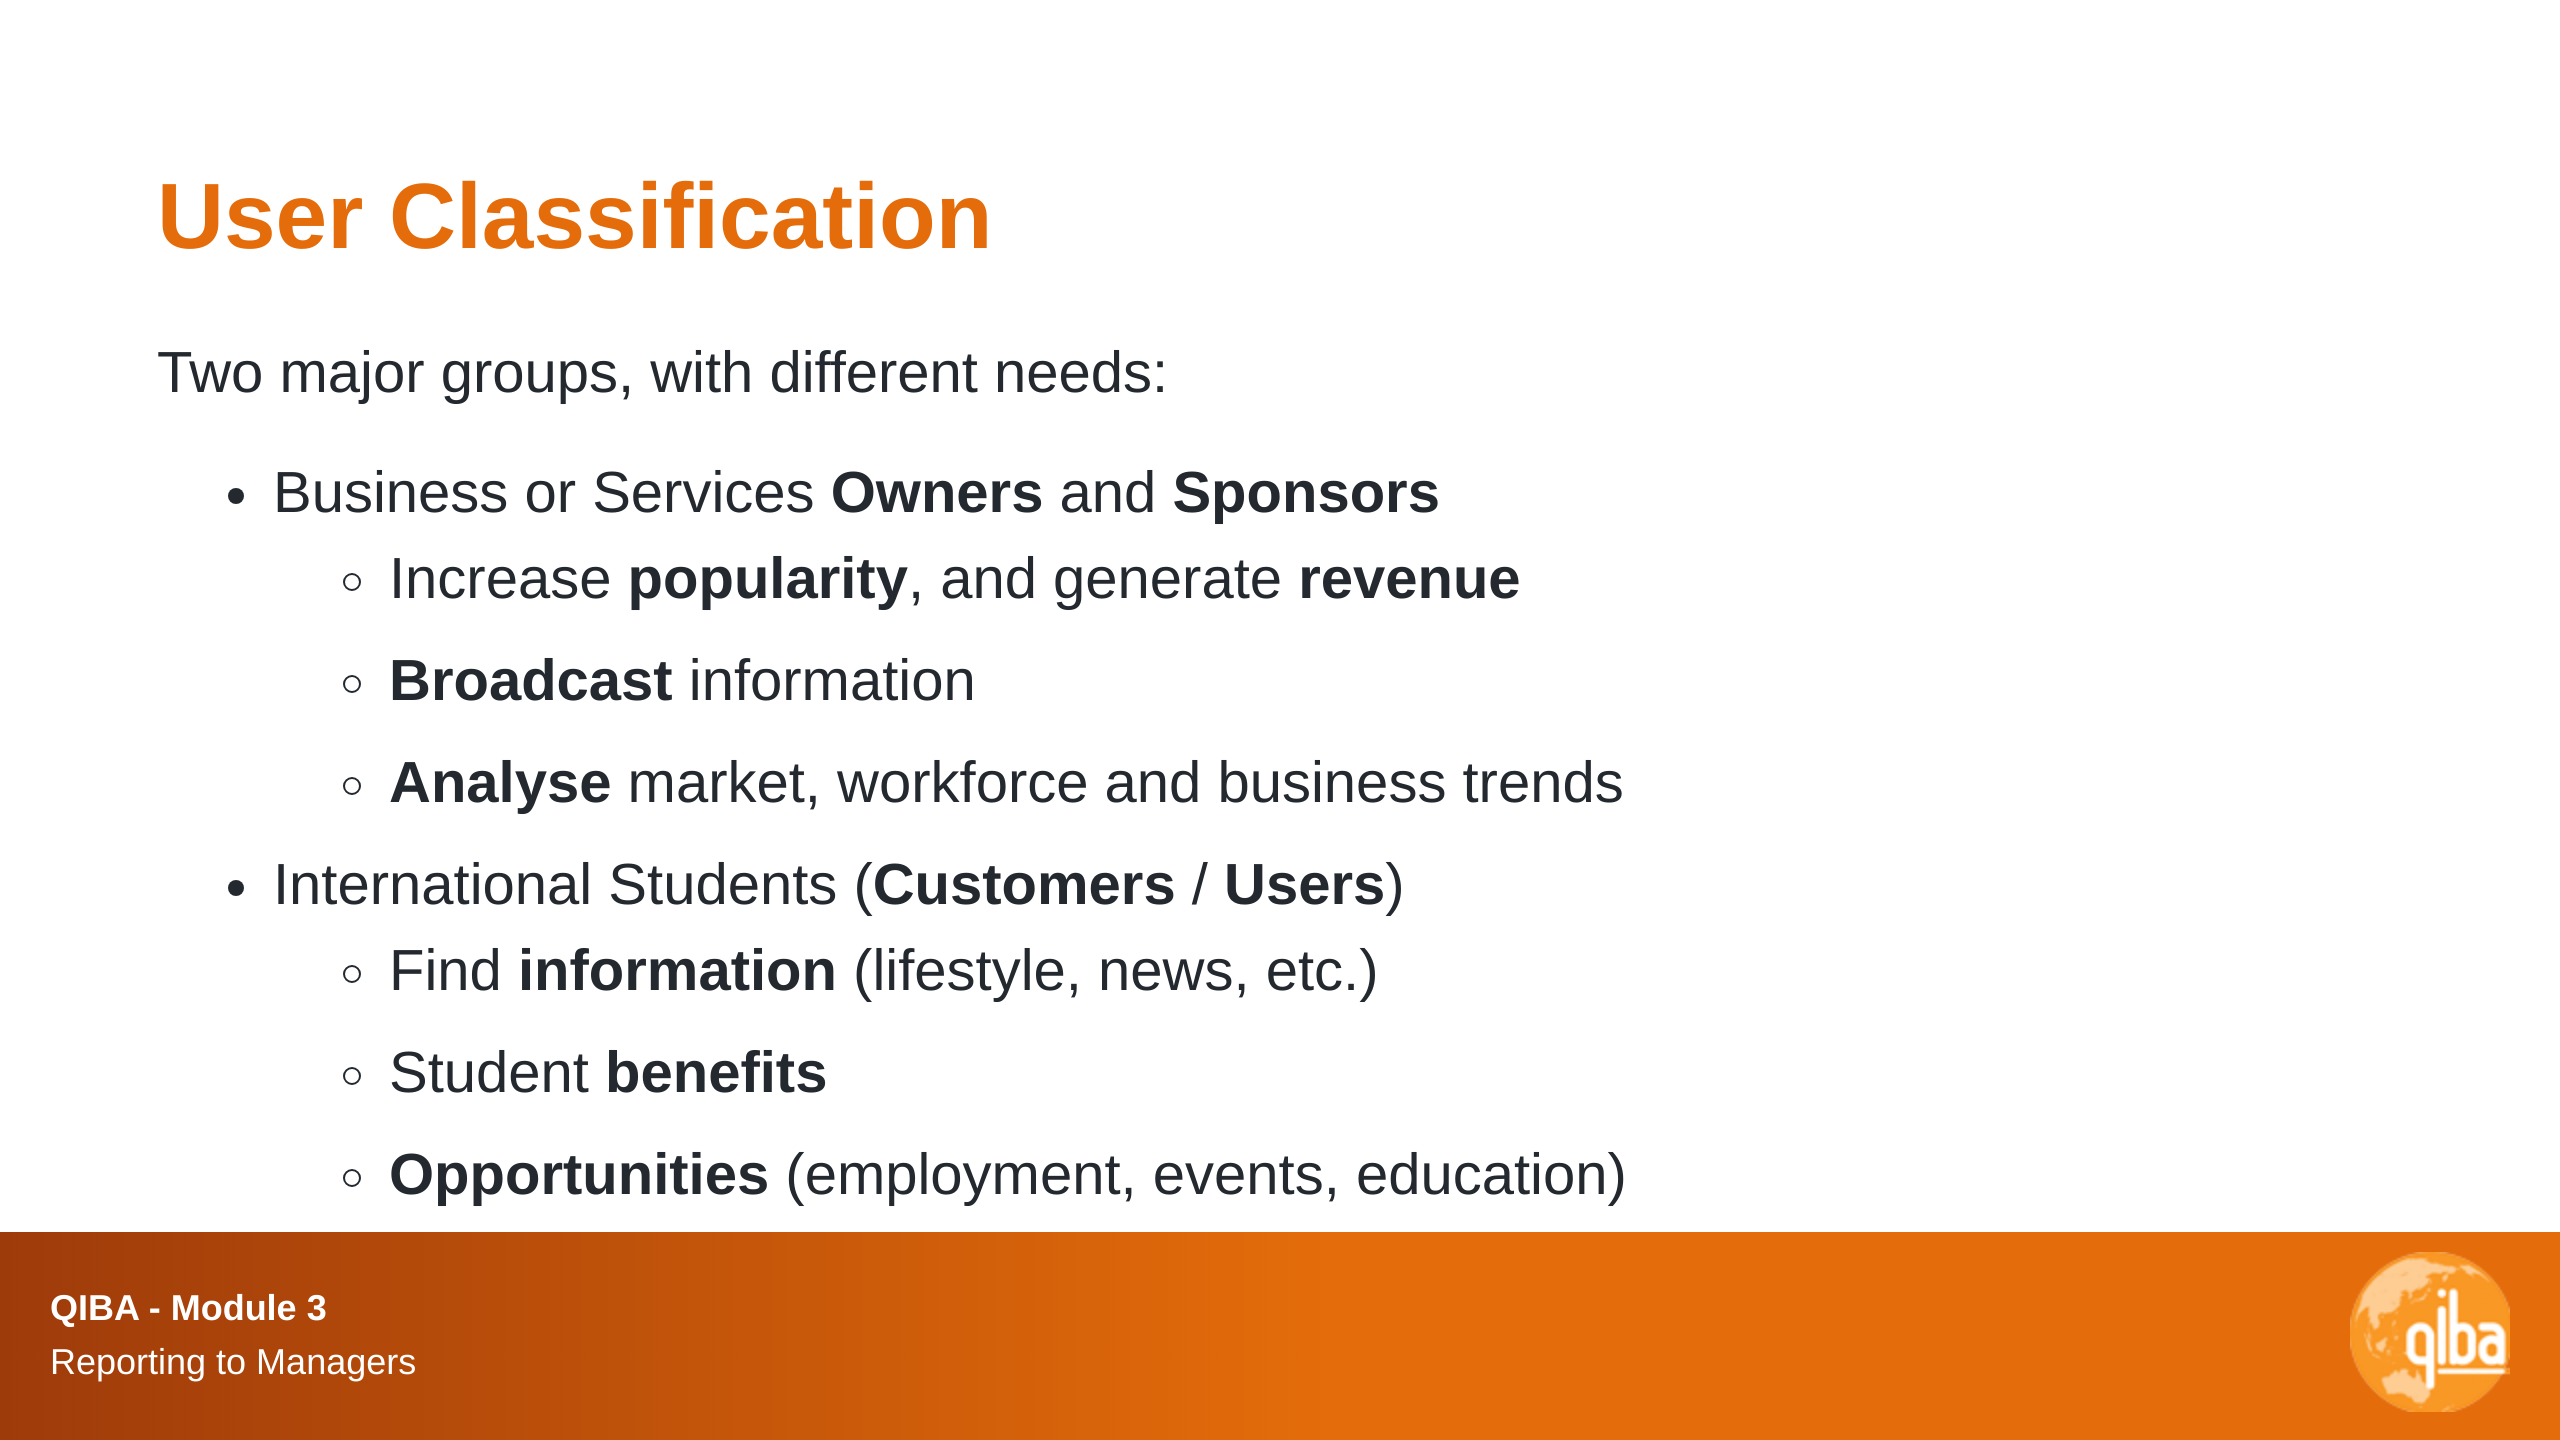 User Classification
Two major groups, with different needs:
• Business or Services Owners and Sponsors
◦ Increase popularity, and generate revenue
◦ Broadcast information
◦ Analyse market, workforce and business trends
• International Students (Customers / Users)
◦ Find information (lifestyle, news, etc.)
◦ Student benefits
◦ Opportunities (employment, events, education)
QIBA - Module 3
Reporting to Managers
qiba